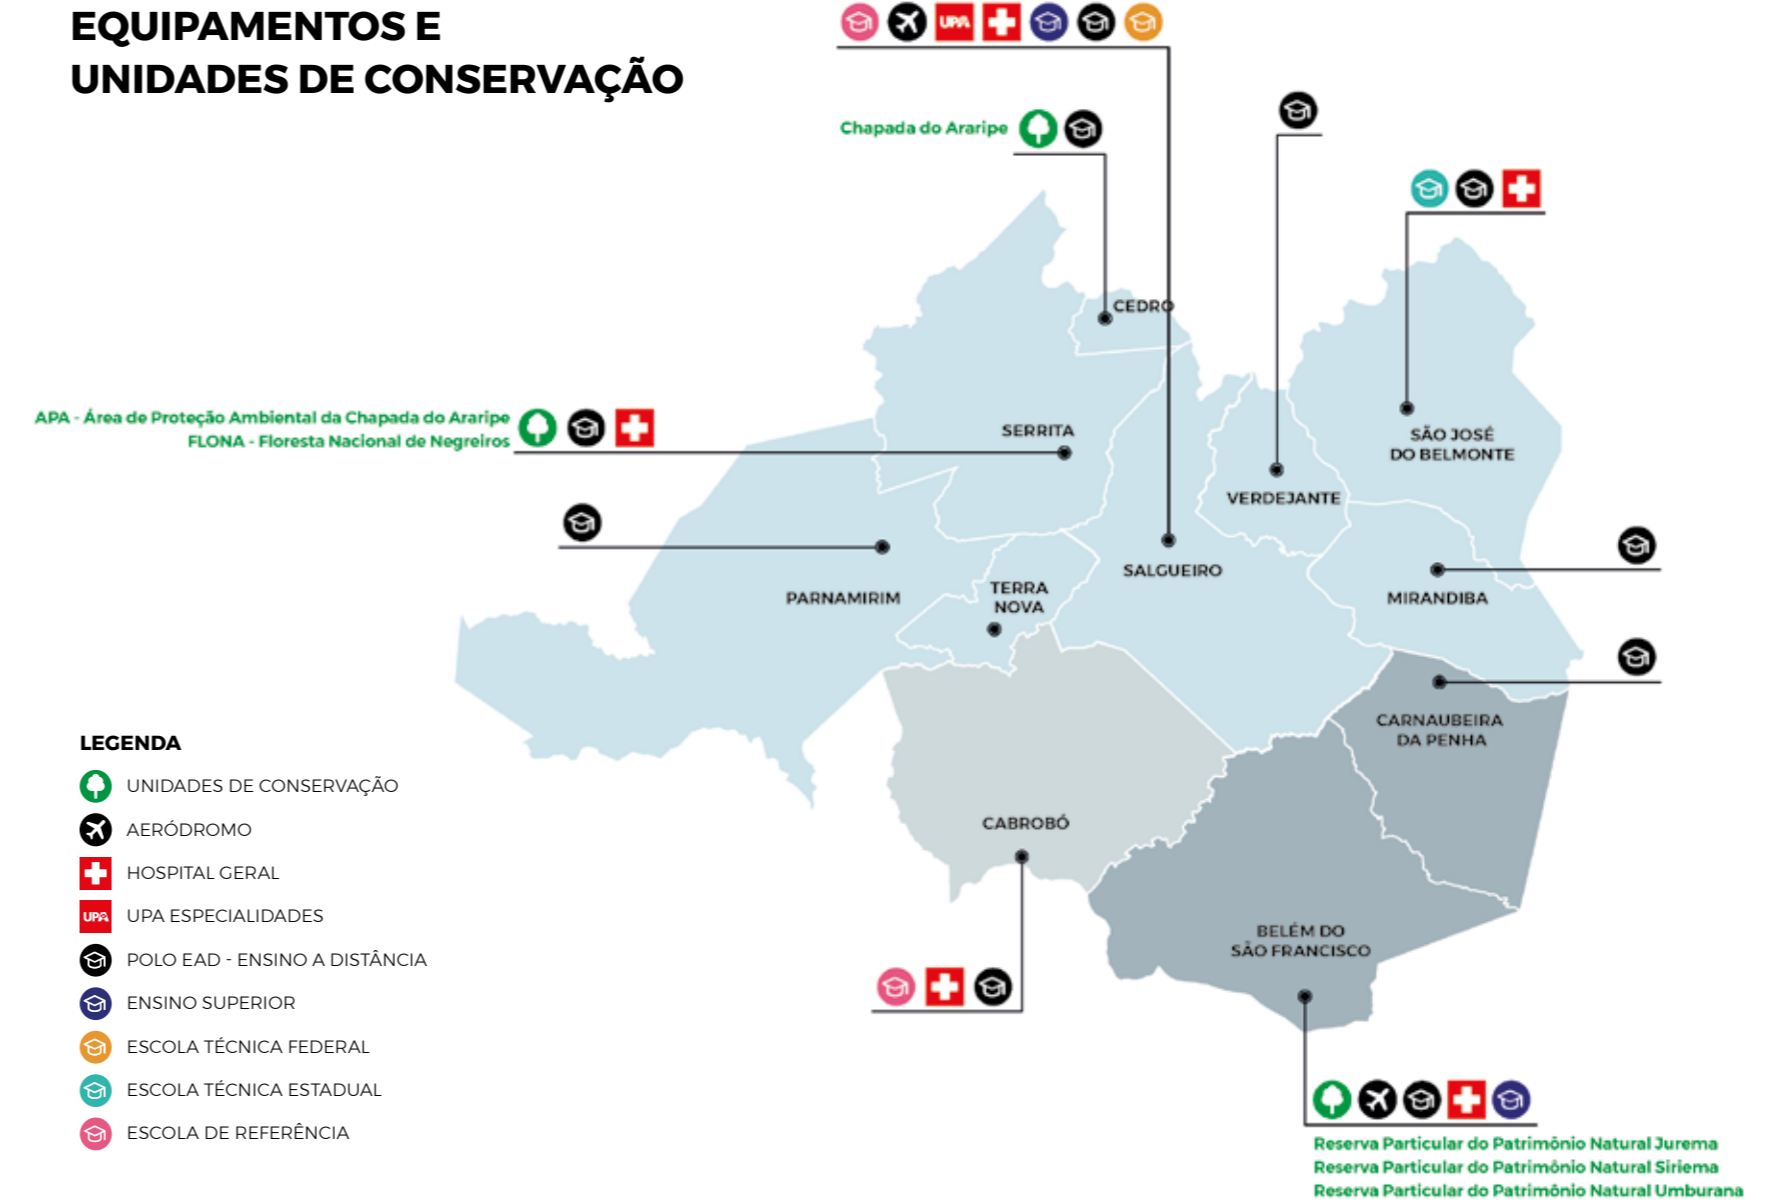 EQUIPAMENTOS E
UNIDADES DE CONSERVAÇÃO
UPA
Chapada do Araripe
CEDRO
APA - Área de Proteção Ambiental da Chapada do Araripe
FLONA - Floresta Nacional de Negreiros
SERRITA
SÃO JOSÉ
DO BELMONTE
VERDEJANTE
SALGUEIRO
TERRA
NOVA
PARNAMIRIM
MIRANDIBA
CARNAUBEIRA
DA PENHA
CABROBÓ
BELÉM DO
SÃO FRANCISCO
LEGENDA
UNIDADES DE CONSERVAÇÃO
AERÓDROMO
HOSPITAL GERAL
UPA UPA ESPECIALIDADES
POLO EAD - ENSINO A DISTÂNCIA
ENSINO SUPERIOR
ESCOLA TÉCNICA FEDERAL
ESCOLA TÉCNICA ESTADUAL
ESCOLA DE REFERÊNCIA
Reserva Particular do Patrimônio Natural Jurema
Reserva Particular do Patrimônio Natural Siriema
Reserva Particular do Patrimônio Natural Umburana